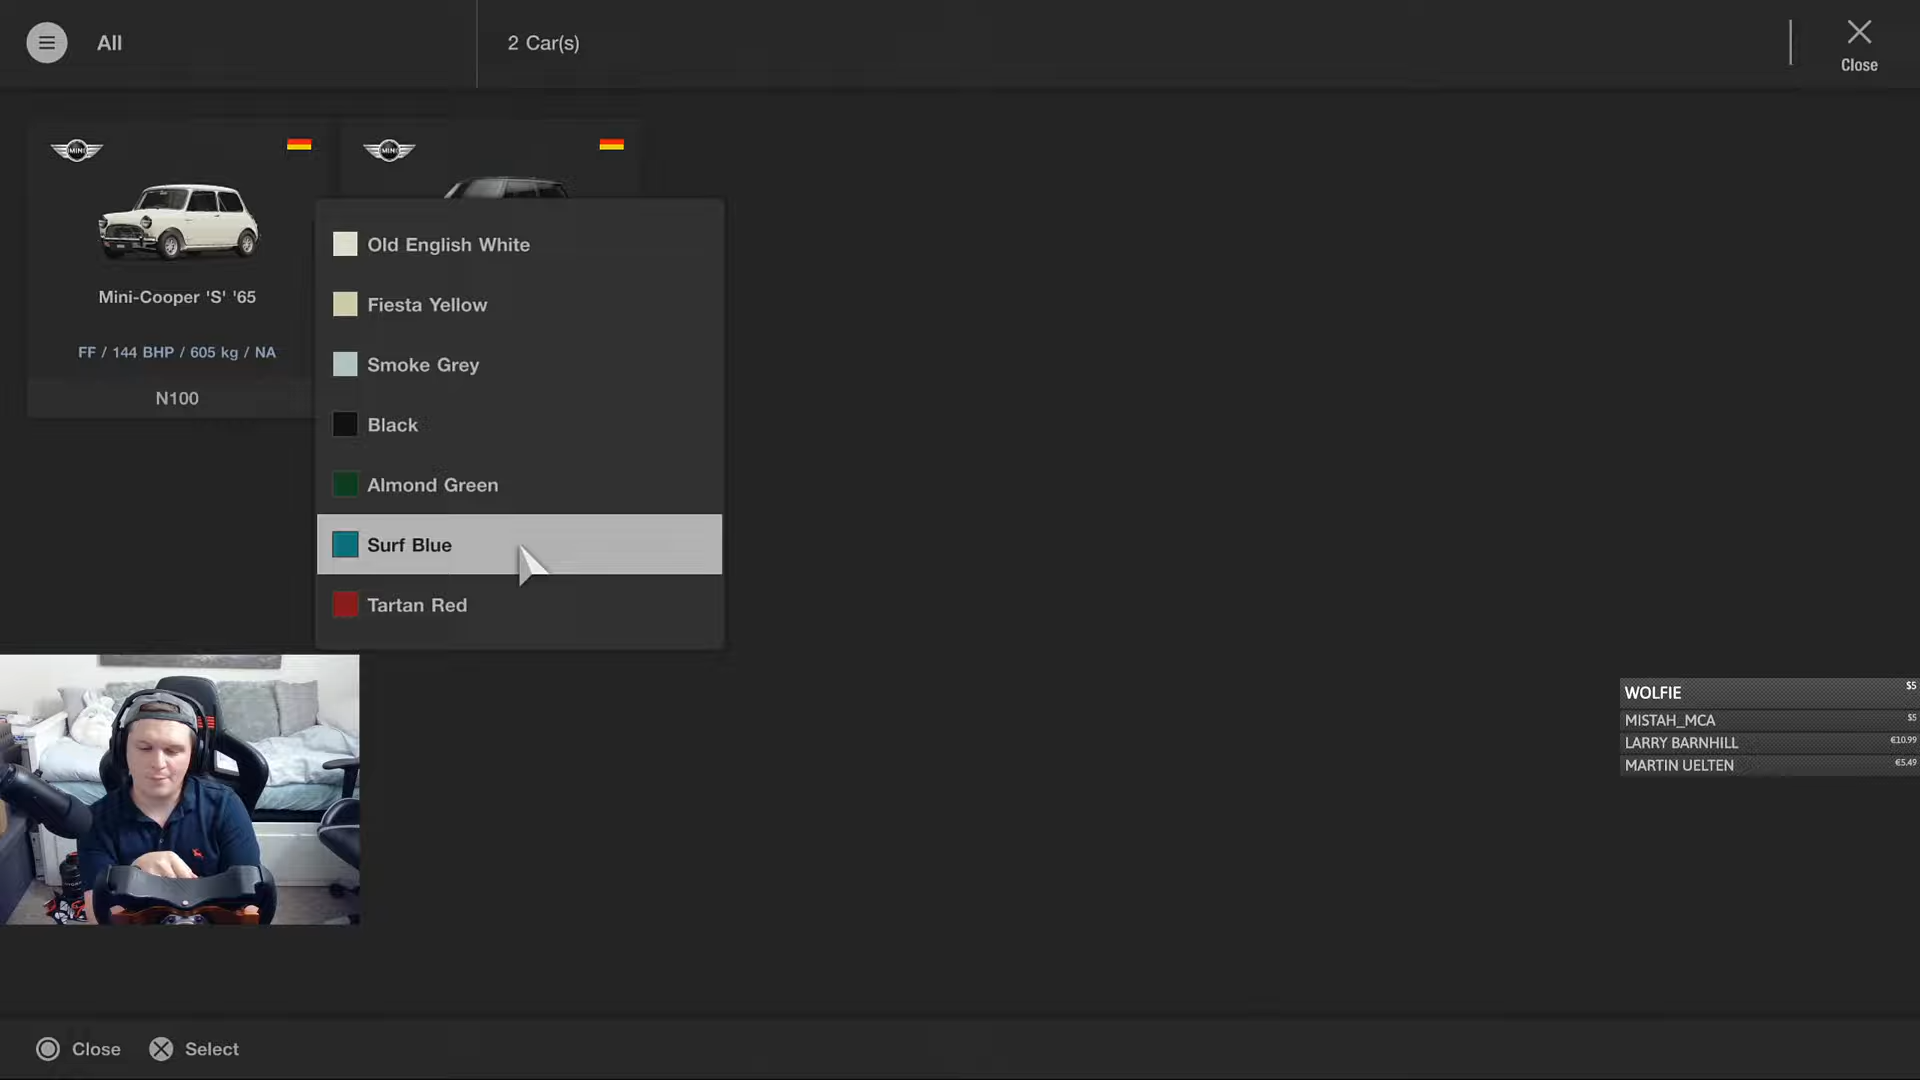 All
2 Car(s)
Close
MINI
MINI
Mini-Cooper 'S' '65
FF / 144 BHP / 605 kg / NA
N100
Old English White
Fiesta Yellow
Smoke Grey
Black
Almond Green
Surf Blue
Tartan Red
WOLFIE $5
MISTAH_MCA $5
LARRY BARNHILL €10.99
MARTIN UELTEN €5.49
Close
Select